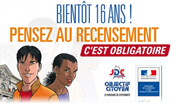 BIENTÔT 16 ANS !
PENSEZ AU RECENSEMENT
C'EST OBLIGATOIRE
JDC
OBJECTIF
CITOYEN